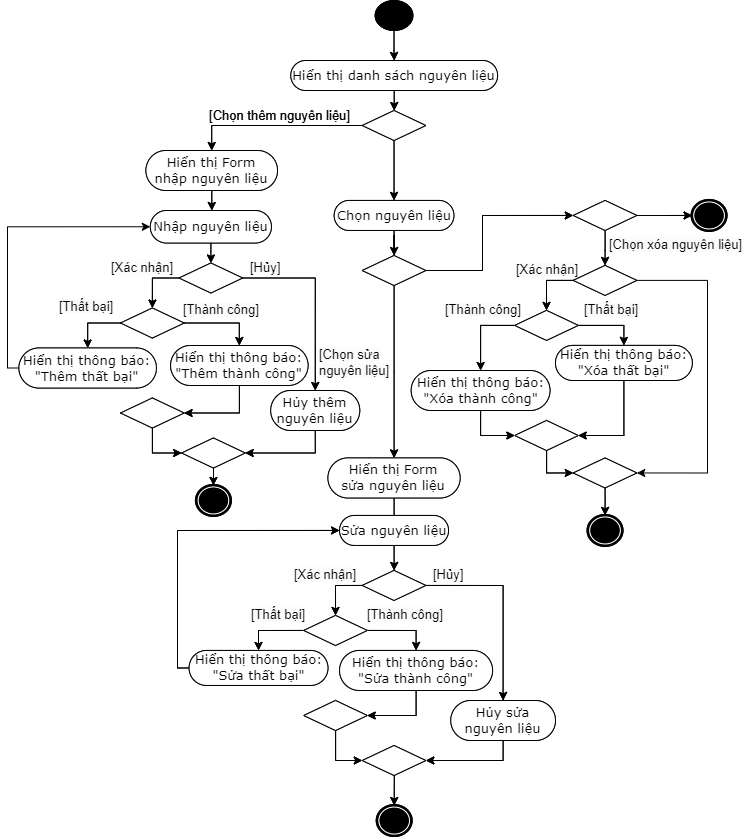 Hiển thị danh sách nguyên liệu
[Chọn thêm nguyên liệu]
Hiển thị Form
nhập nguyên liệu
Chọn nguyên liệu
Nhập nguyên liệu
[Chọn xóa nguyên liệu]
[Xác nhận]
[Hủy]
[Xác nhận]
[Thất bại]
[Thành công]
[Thành công]
[Thất bại]
Hiển thị thông báo:
"Thêm thất bại"
Hiển thị thông báo:
"Thêm thành công"
[Chọn sửa
nguyên liệu]
Hiển thị thông báo:
"Xóa thành công"
Hiển thị thông báo:
"Xóa thất bại"
Hủy thêm
nguyên liệu
Hiển thị Form
sửa nguyên liệu
Sửa nguyên liệu
[Xác nhận]
[Hủy]
[Thất bại]
[Thành công]
Hiển thị thông báo:
"Sửa thất bại"
Hiển thị thông báo:
"Sửa thành công"
Hủy sửa
nguyên liệu